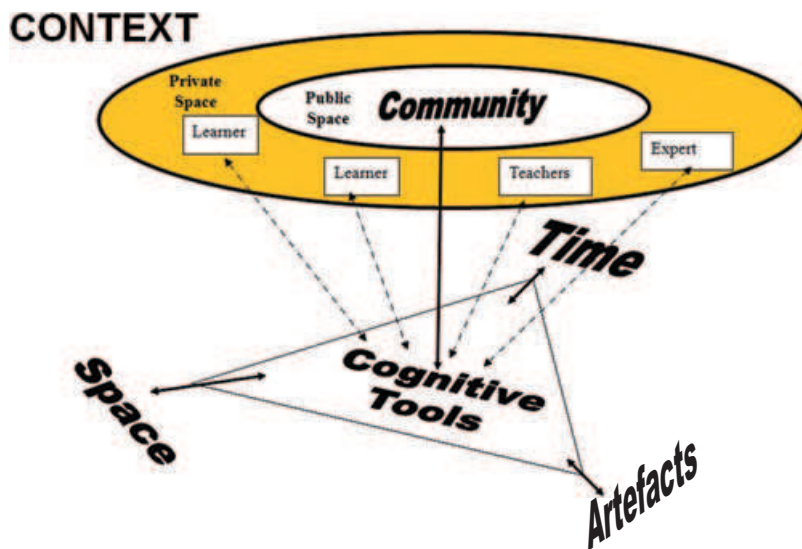 CONTEXT
Private
Space
Public
Space
Community
Learner
Learner
Teachers
Expert
Time
Cognitive
Tools
Space
Artefacts